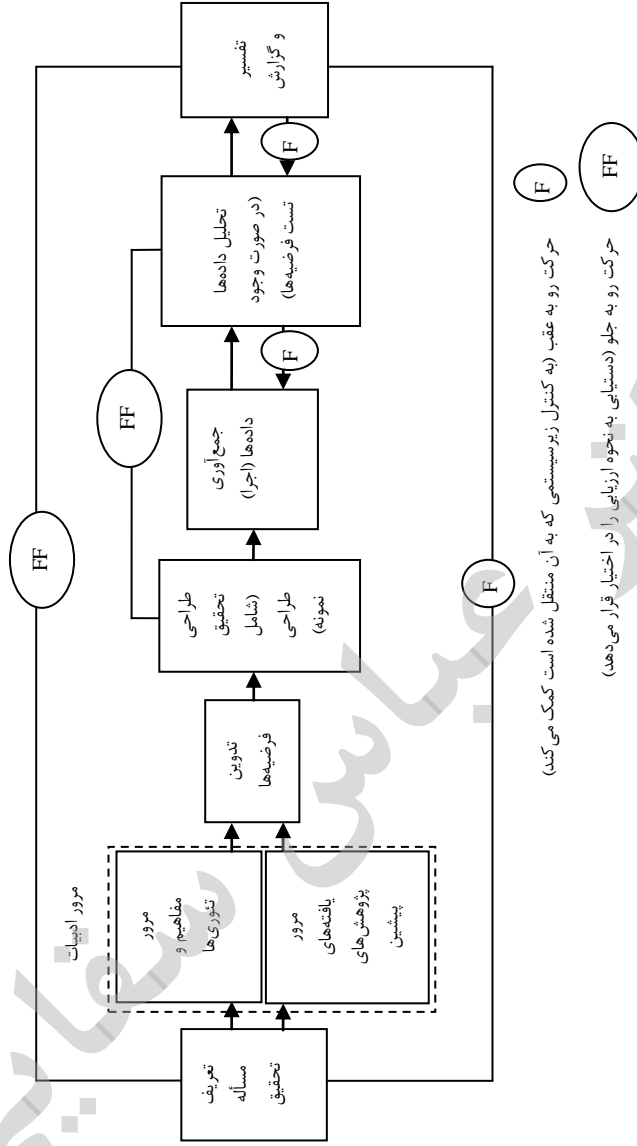 تعریف
مسأله
تحقیق
مرور ادبیات
مرور
مفاهیم و
تئوری‌ها
مرور
یافته‌های
پژوهش‌های
پیشین
تدوین
فرضیه‌ها
طراحی
تحقیق
(شامل
طراحی
نمونه)
جمع‌آوری
داده‌ها (اجرا)
تحلیل داده‌ها
(در صورت وجود
تست فرضیه‌ها)
تفسیر
و گزارش
FF
FF
F
F
F
F
حرکت رو به عقب (به کنترل زیرسیستمی که به آن منتقل شده است کمک می‌کند)
FF
حرکت رو به جلو (دستیابی به نحوه ارزیابی را در اختیار قرار می‌دهد)